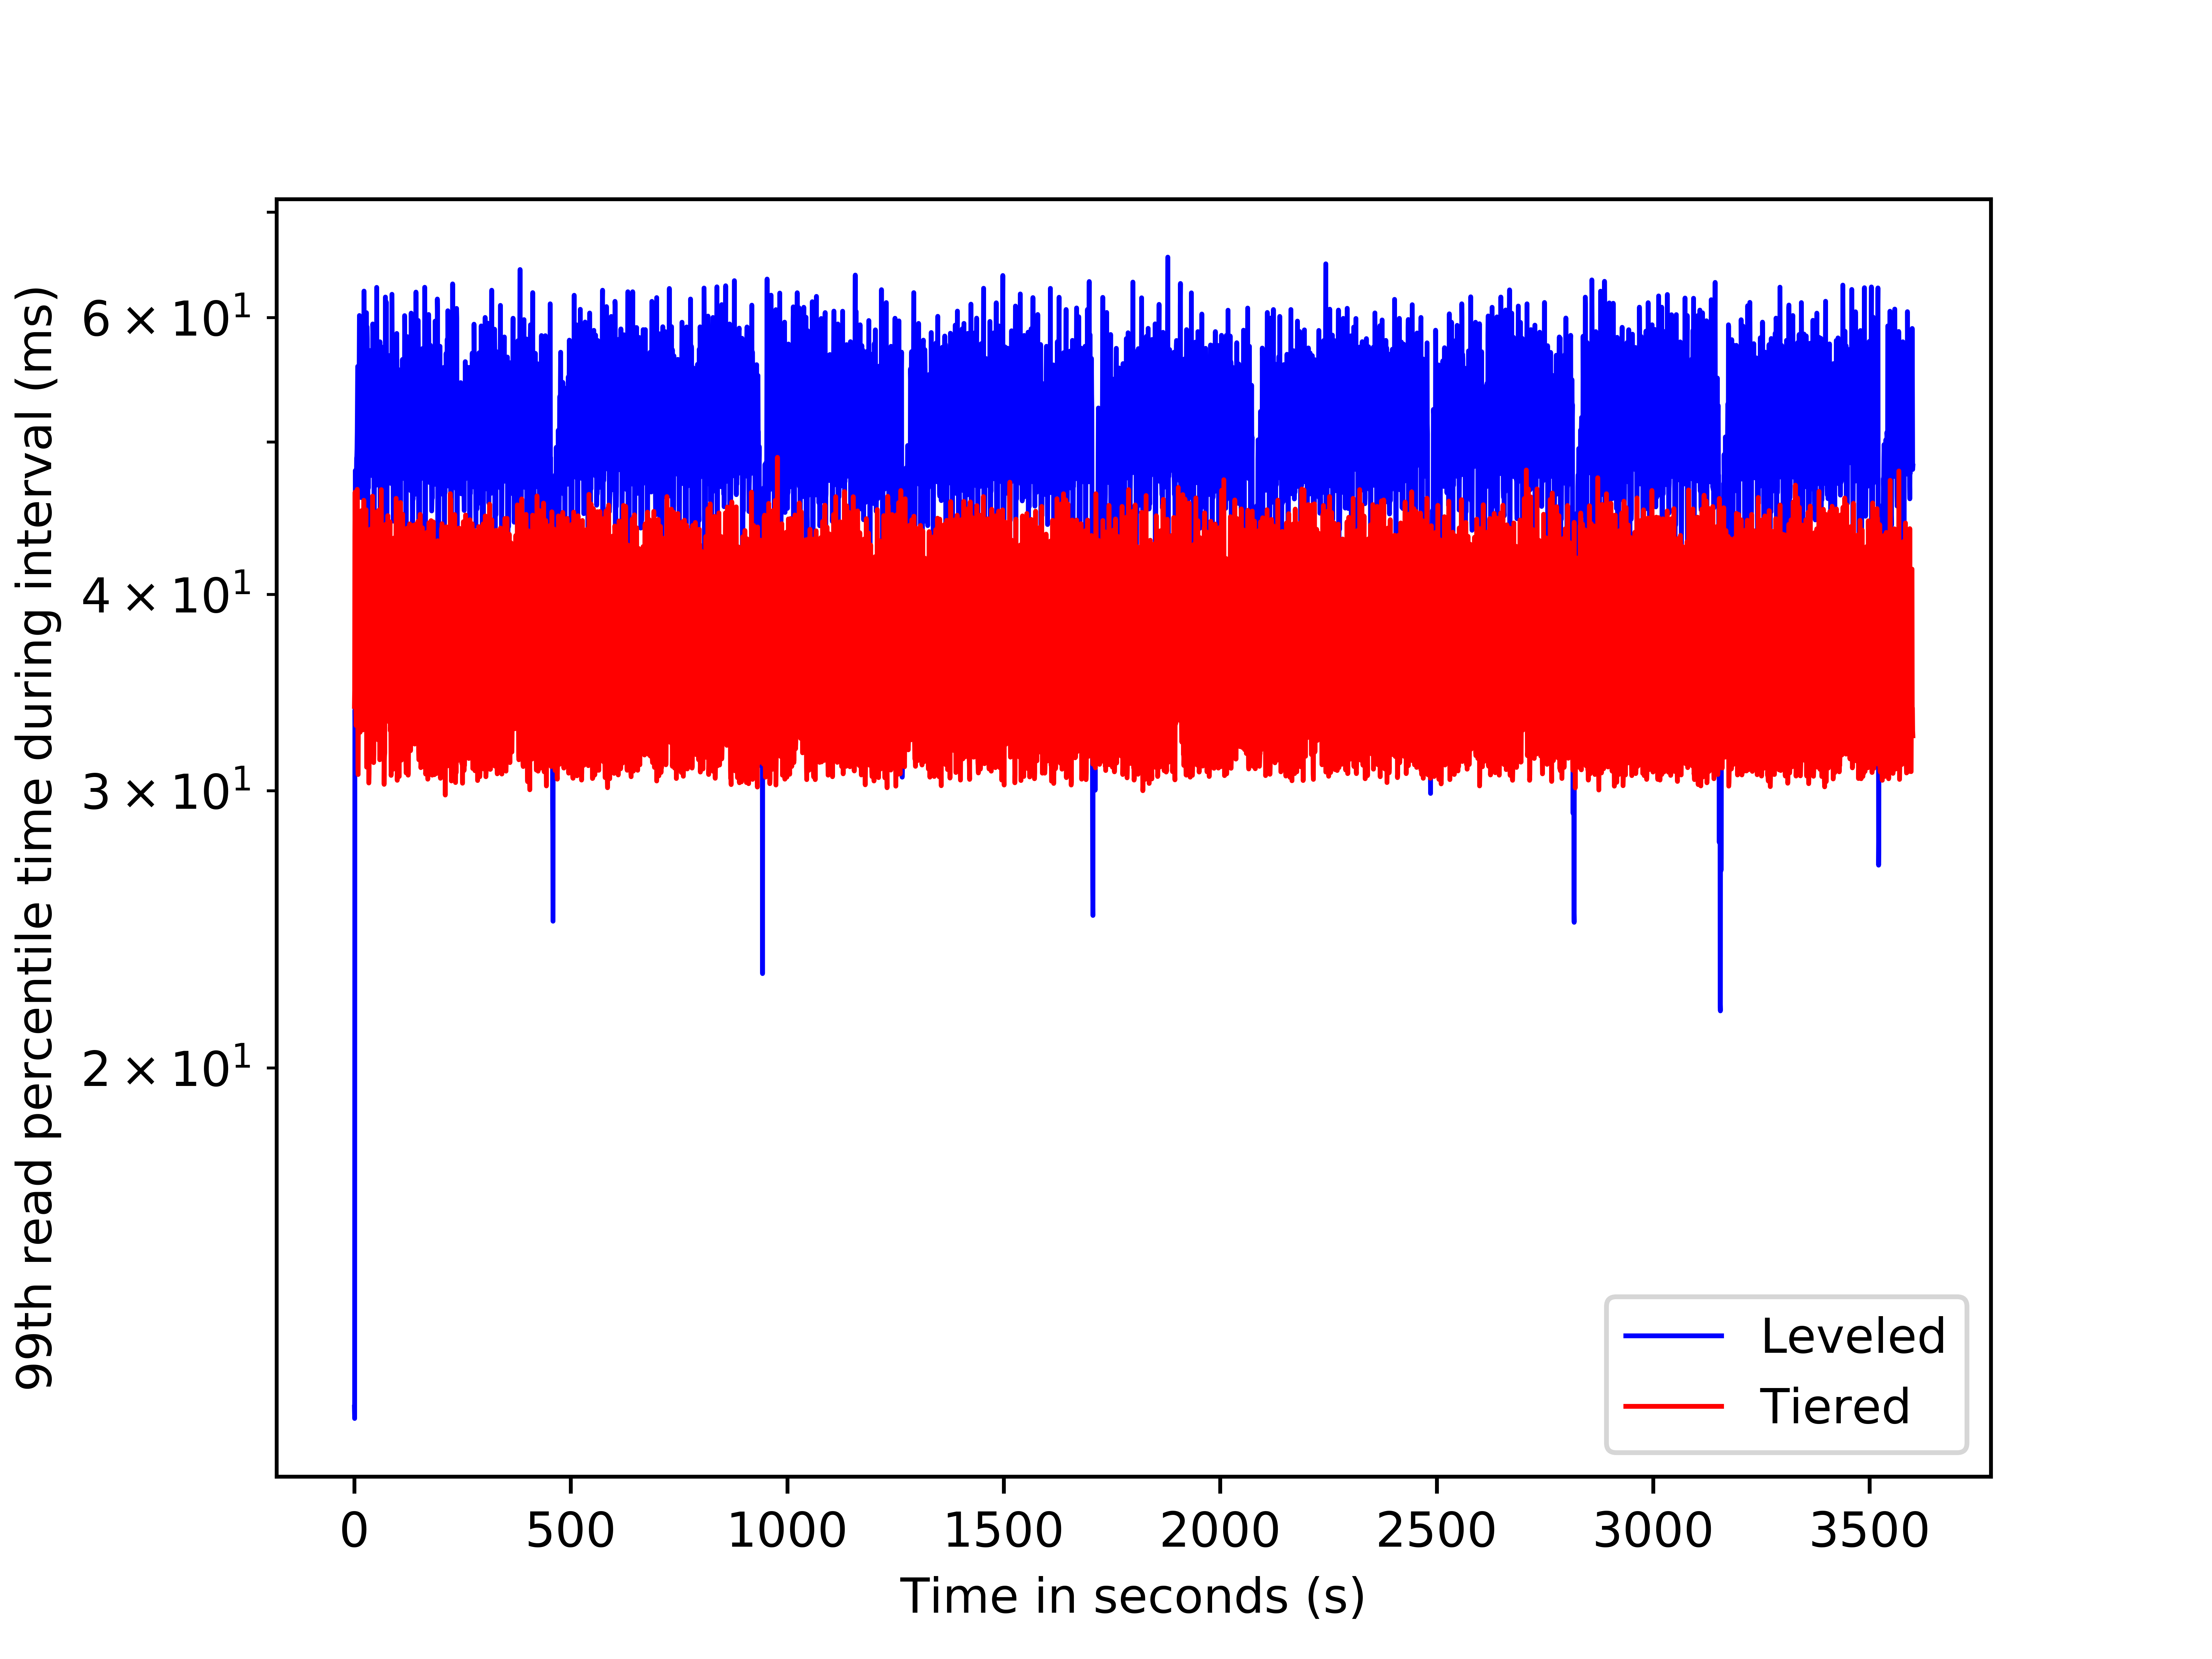 99th read percentile time during interval (ms)
6 × 10¹
4 × 10¹
3 × 10¹
2 × 10¹
Leveled
Tiered
0 500 1000 1500 2000 2500 3000 3500
Time in seconds (s)